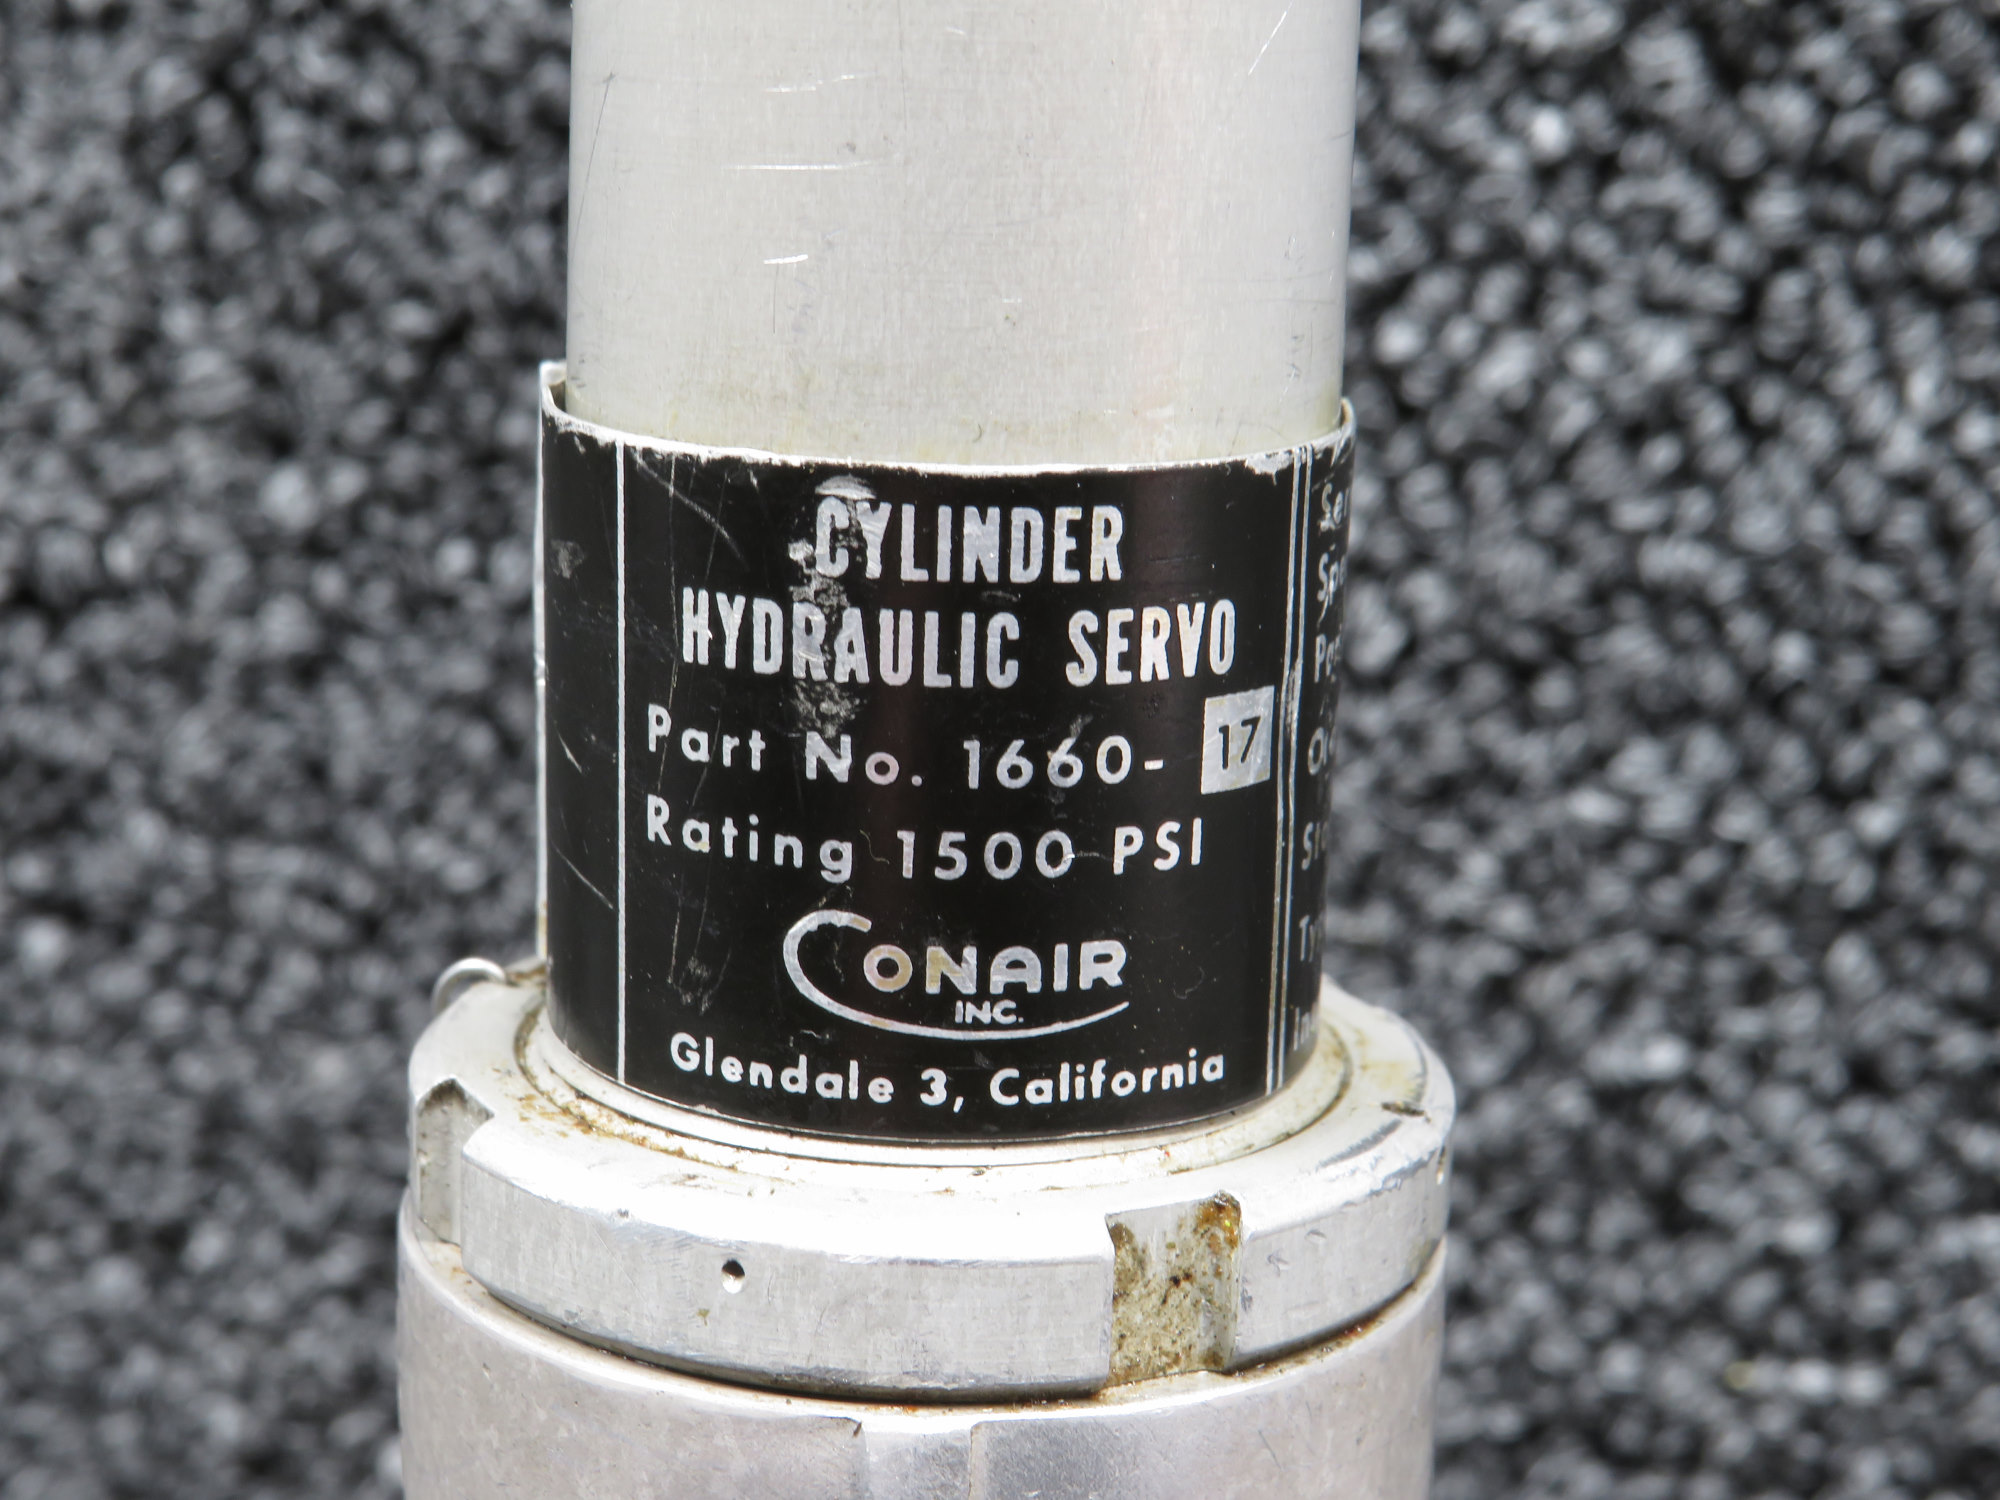 CYLINDER
HYDRAULIC SERVO
Part No. 1660- 17
Rating 1500 PSI
CONAIR
INC.
Glendale 3, California